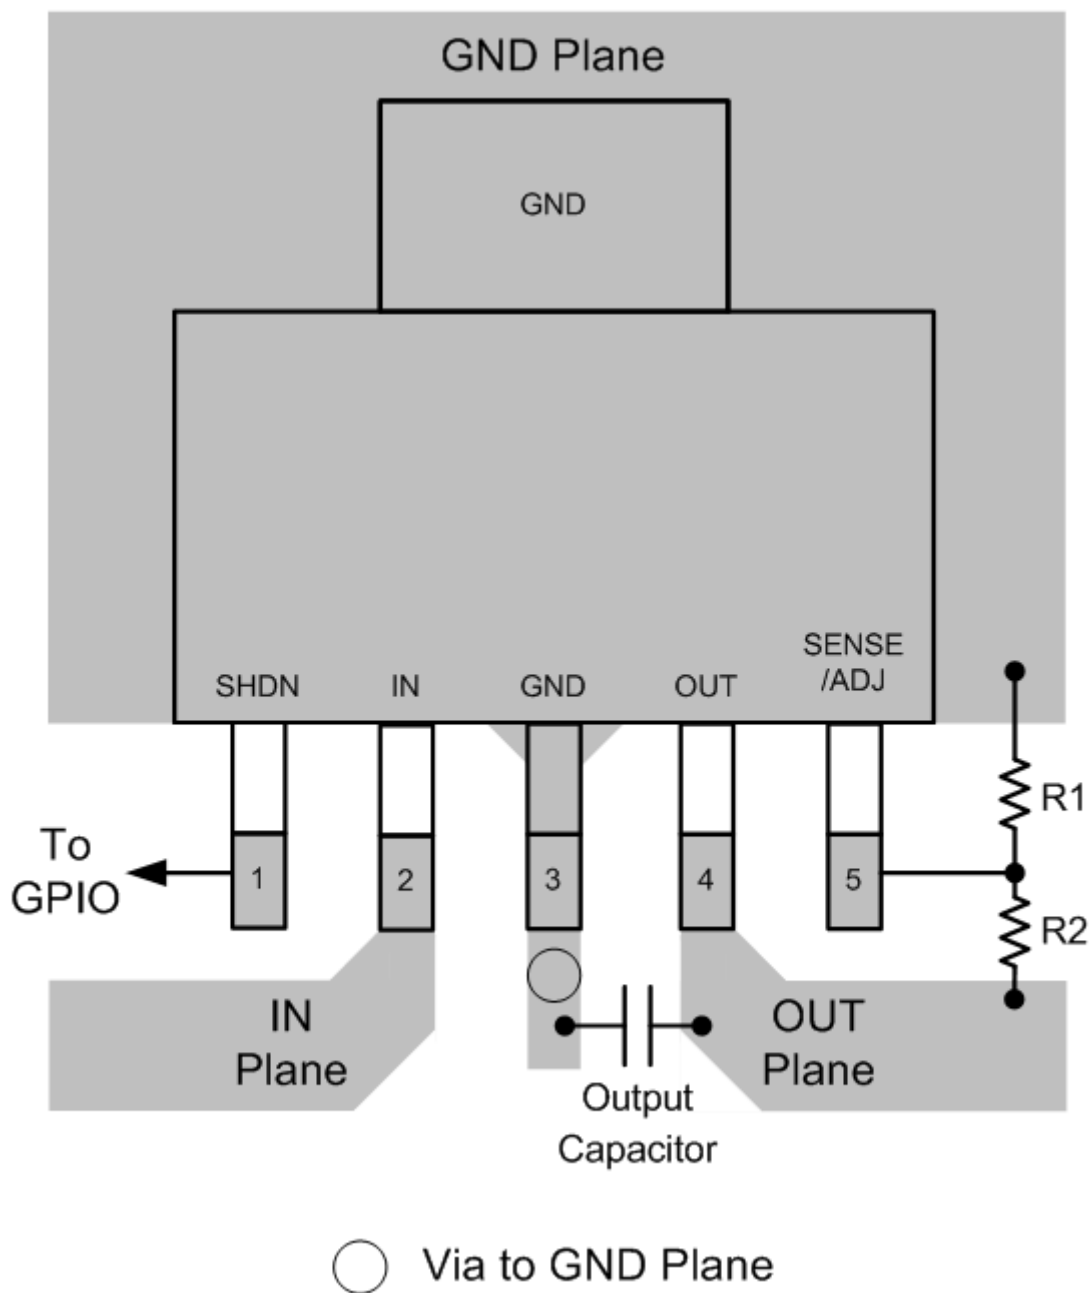 GND Plane
GND
SENSE
/ADJ
SHDN
IN
GND
OUT
R1
To
GPIO
1
2
3
4
5
R2
IN
Plane
OUT
Plane
Output
Capacitor
Via to GND Plane